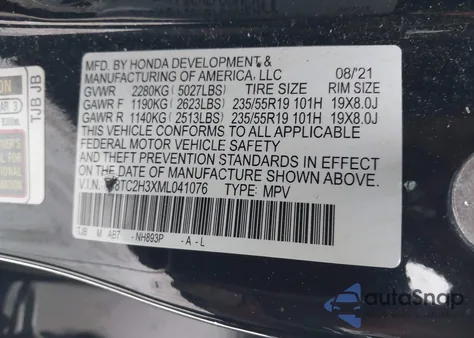 MFD. BY HONDA DEVELOPMENT &
MANUFACTURING OF AMERICA, LLC 08/'21
GVWR 2280KG (5027LBS) TIRE SIZE RIM SIZE
GAWR F 1190KG (2623LBS) 235/55R19 101H 19X8.0J
GAWR R 1140KG (2513LBS) 235/55R19 101H 19X8.0J
THIS VEHICLE CONFORMS TO ALL APPLICABLE
FEDERAL MOTOR VEHICLE SAFETY
AND THEFT PREVENTION STANDARDS IN EFFECT
ON THE DATE OF MANUFACTURE SHOWN ABOVE.
V.I.N. 8TC2H3XML041076 TYPE: MPV
TJB M AB7 -NH893P -A-L
TJB JB
autoSnap